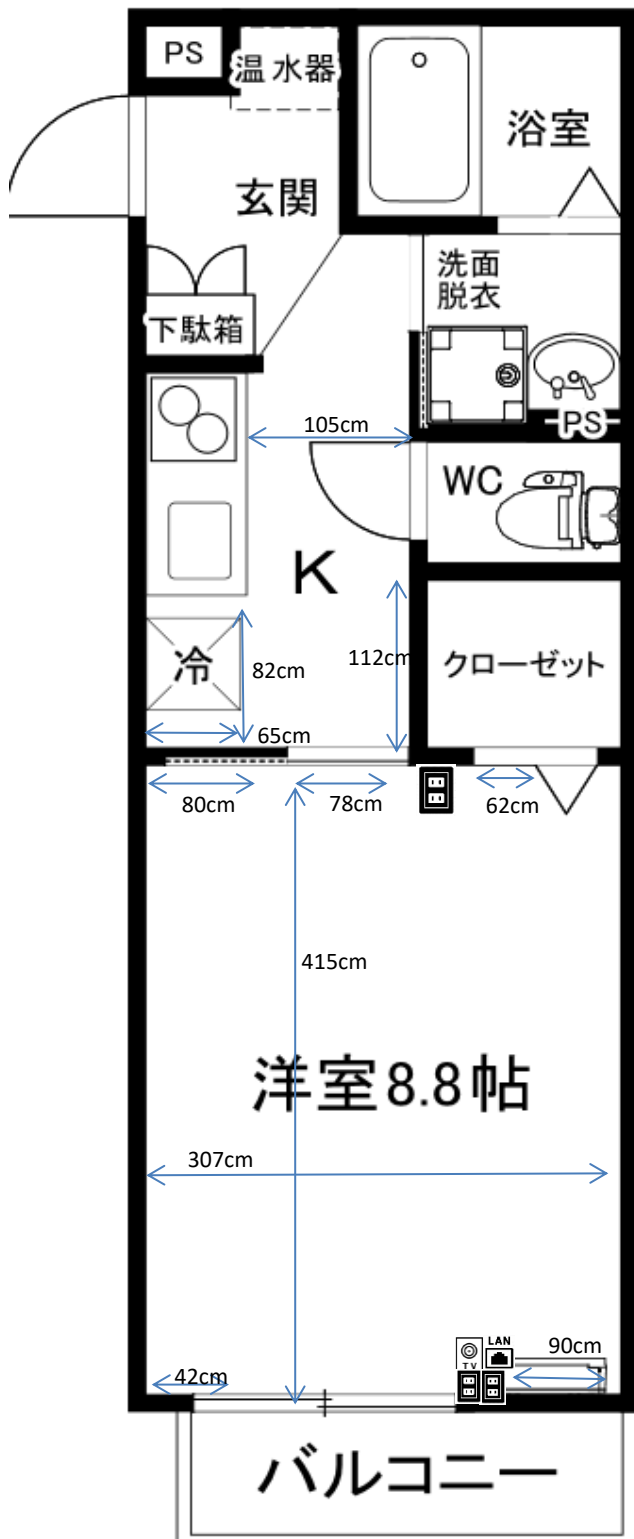 PS
温水器
浴室
玄関
洗面
脱衣
下駄箱
PS
105cm
WC
K
冷
82cm
112cm
クローゼット
65cm
80cm
78cm
62cm
415cm
洋室8.8帖
307cm
LAN
TV
90cm
42cm
バルコニー